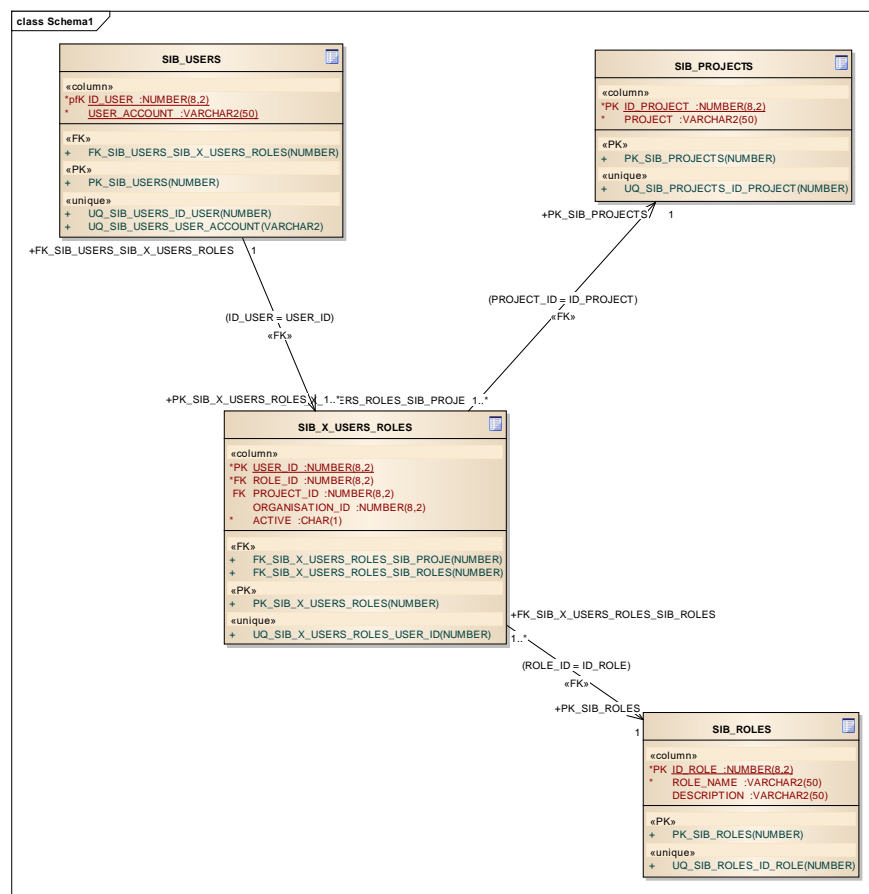 class Schema1
SIB_USERS
«column»
*pfK ID_USER :NUMBER(8,2)
* USER_ACCOUNT :VARCHAR2(50)
«FK»
+ FK_SIB_USERS_SIB_X_USERS_ROLES(NUMBER)
«PK»
+ PK_SIB_USERS(NUMBER)
«unique»
+ UQ_SIB_USERS_ID_USER(NUMBER)
+ UQ_SIB_USERS_USER_ACCOUNT(VARCHAR2)
SIB_PROJECTS
«column»
*PK ID_PROJECT :NUMBER(8,2)
* PROJECT :VARCHAR2(50)
«PK»
+ PK_SIB_PROJECTS(NUMBER)
«unique»
+ UQ_SIB_PROJECTS_ID_PROJECT(NUMBER)
+FK_SIB_USERS_SIB_X_USERS_ROLES 1
+PK_SIB_PROJECTS 1
(PROJECT_ID = ID_PROJECT)
«FK»
(ID_USER = USER_ID)
«FK»
+PK_SIB_X_USERS_ROLES 1..* ERS_ROLES_SIB_PROJE 1..*
SIB_X_USERS_ROLES
«column»
*PK USER_ID :NUMBER(8,2)
*FK ROLE_ID :NUMBER(8,2)
FK PROJECT_ID :NUMBER(8,2)
ORGANISATION_ID :NUMBER(8,2)
* ACTIVE :CHAR(1)
«FK»
+ FK_SIB_X_USERS_ROLES_SIB_PROJE(NUMBER)
+ FK_SIB_X_USERS_ROLES_SIB_ROLES(NUMBER)
«PK»
+ PK_SIB_X_USERS_ROLES(NUMBER)
«unique»
+ UQ_SIB_X_USERS_ROLES_USER_ID(NUMBER)
+FK_SIB_X_USERS_ROLES_SIB_ROLES
1..*
(ROLE_ID = ID_ROLE)
«FK»
+PK_SIB_ROLES
1
SIB_ROLES
«column»
*PK ID_ROLE :NUMBER(8,2)
* ROLE_NAME :VARCHAR2(50)
DESCRIPTION :VARCHAR2(50)
«PK»
+ PK_SIB_ROLES(NUMBER)
«unique»
+ UQ_SIB_ROLES_ID_ROLE(NUMBER)